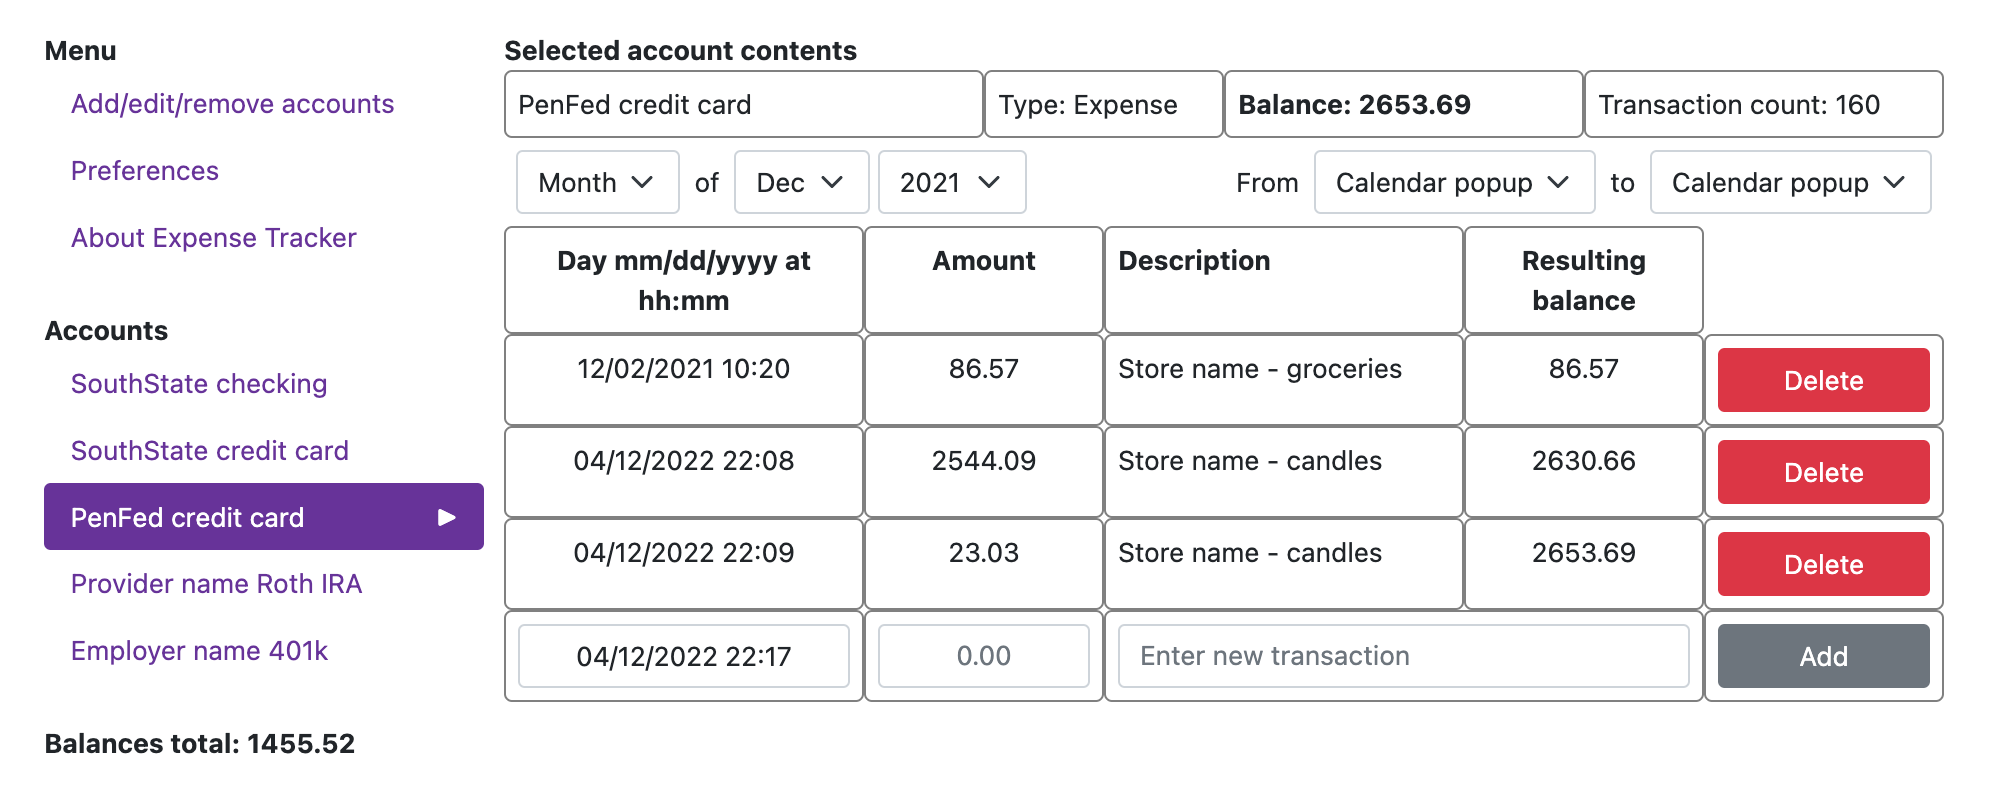 Menu
Add/edit/remove accounts
Preferences
About Expense Tracker
Accounts
SouthState checking
SouthState credit card
PenFed credit card
Provider name Roth IRA
Employer name 401k
Balances total: 1455.52
Selected account contents
PenFed credit card Type: Expense Balance: 2653.69 Transaction count: 160
Month of Dec 2021 From Calendar popup to Calendar popup
Day mm/dd/yyyy at hh:mm Amount Description Resulting balance
12/02/2021 10:20 86.57 Store name - groceries 86.57 Delete
04/12/2022 22:08 2544.09 Store name - candles 2630.66 Delete
04/12/2022 22:09 23.03 Store name - candles 2653.69 Delete
04/12/2022 22:17 0.00 Enter new transaction Add